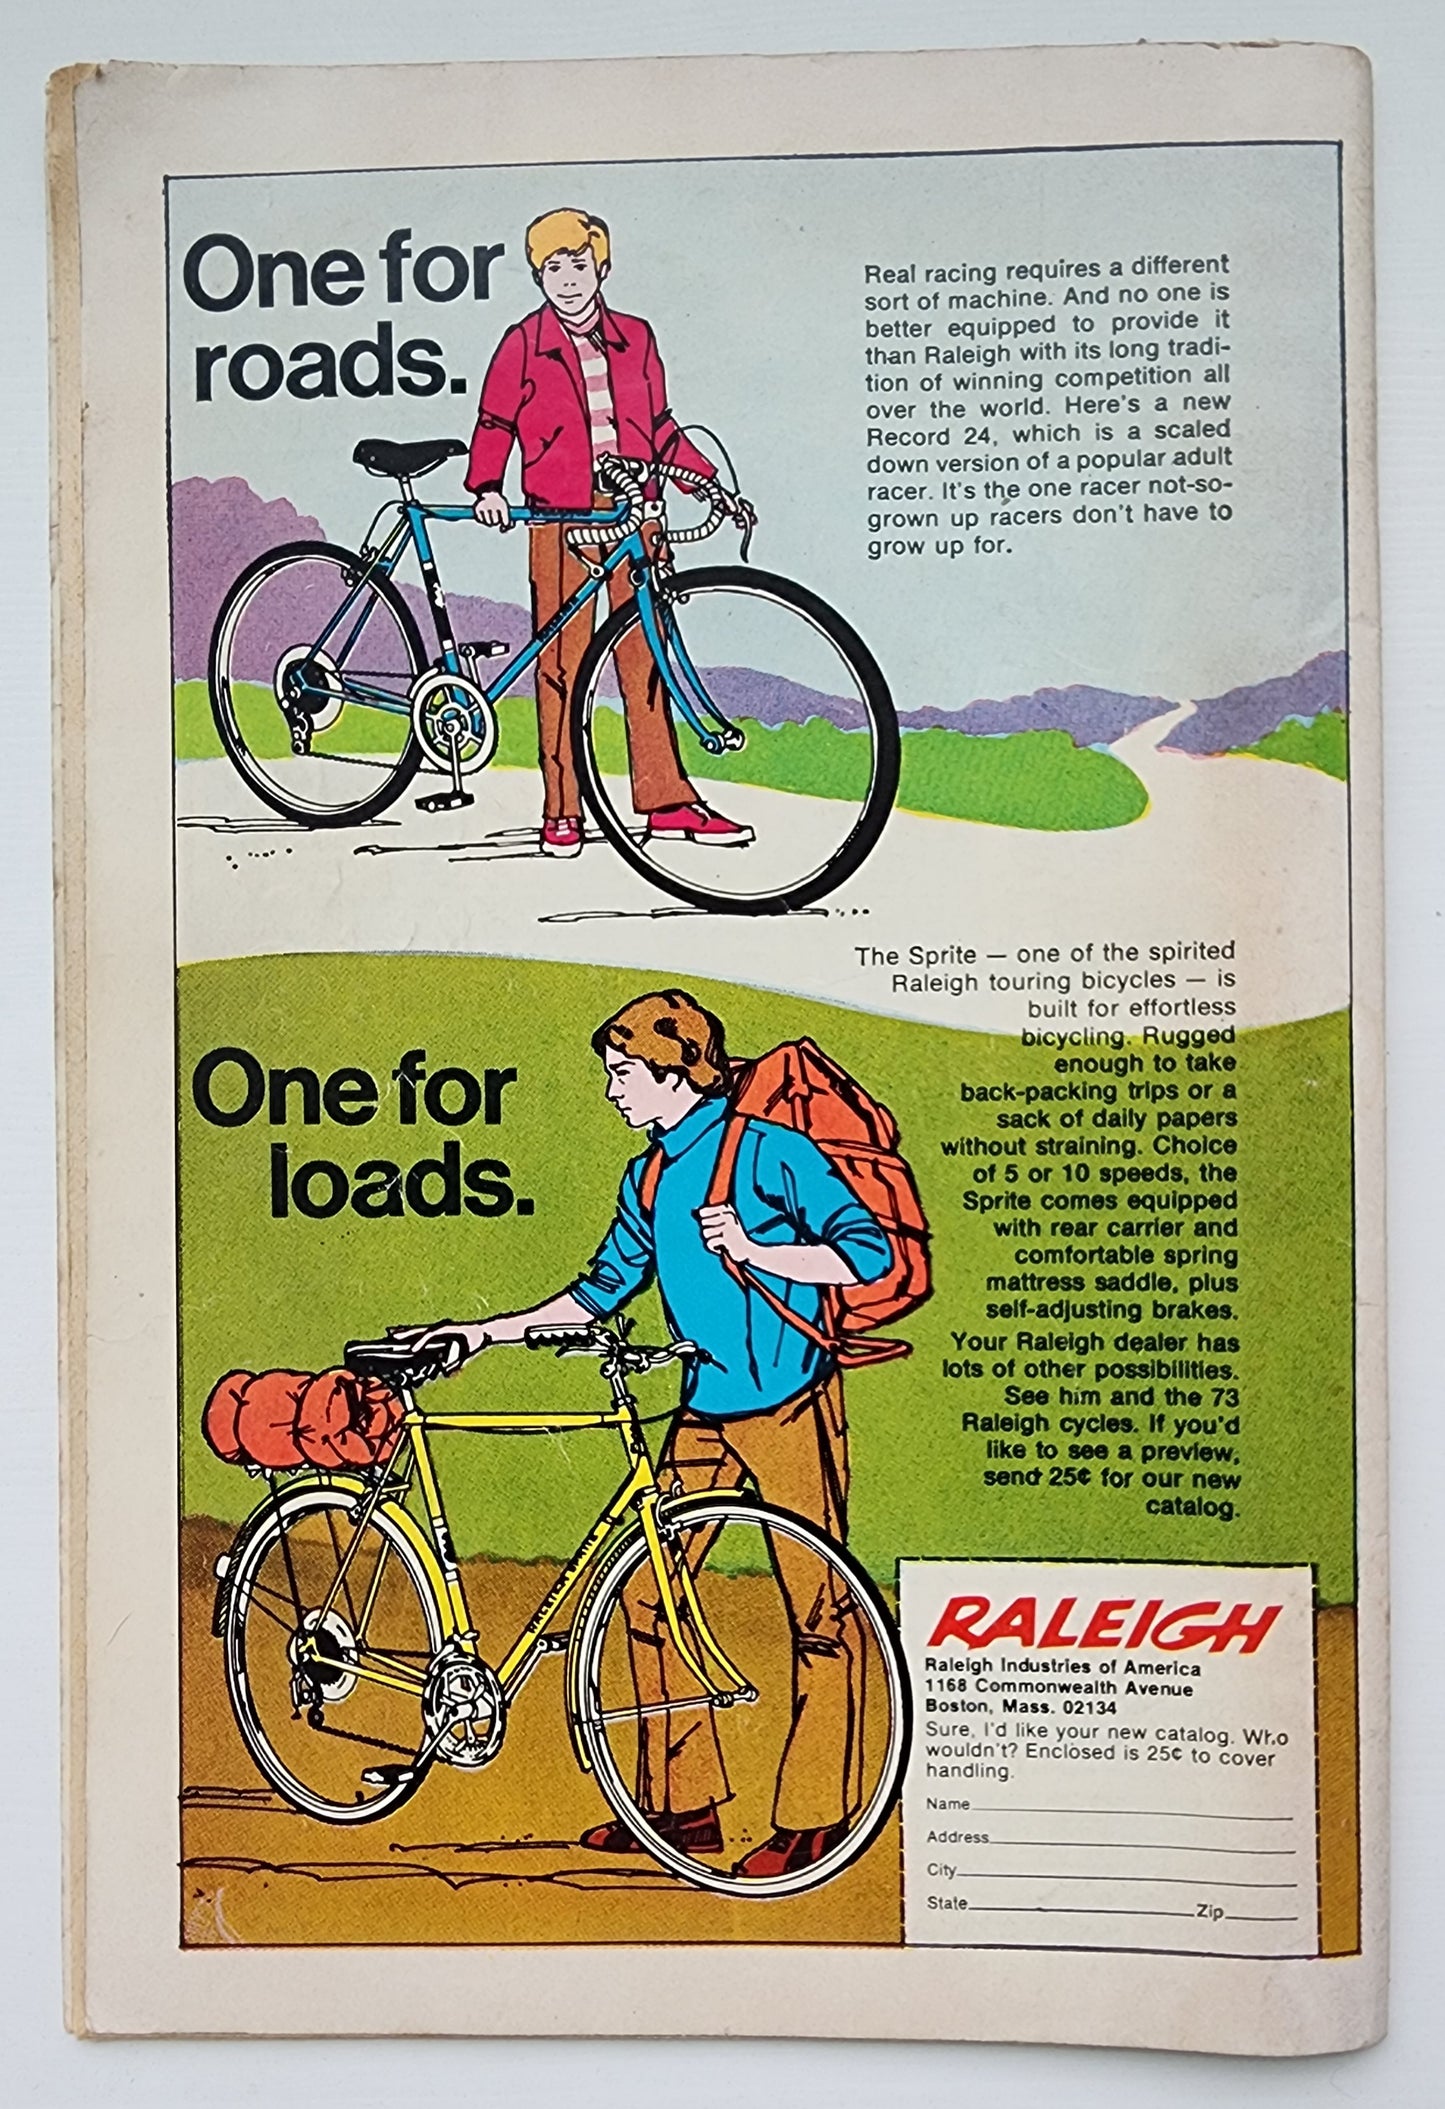 One for
roads.
Real racing requires a different
sort of machine. And no one is
better equipped to provide it
than Raleigh with its long tradi-
tion of winning competition all
over the world. Here's a new
Record 24, which is a scaled
down version of a popular adult
racer. It's the one racer not-so-
grown up racers don't have to
grow up for.
The Sprite — one of the spirited
Raleigh touring bicycles — is
built for effortless
bicycling. Rugged
enough to take
back-packing trips or a
sack of daily papers
without straining. Choice
of 5 or 10 speeds, the
Sprite comes equipped
with rear carrier and
comfortable spring
mattress saddle, plus
self-adjusting brakes.
Your Raleigh dealer has
lots of other possibilities.
See him and the 73
Raleigh cycles. If you'd
like to see a preview,
send 25¢ for our new
catalog.
One for
loads.
RALEIGH SPRITE
RALEIGH
Raleigh Industries of America
1168 Commonwealth Avenue
Boston, Mass. 02134
Sure, I'd like your new catalog. Who
wouldn't? Enclosed is 25¢ to cover
handling.
Name
Address
City
State Zip